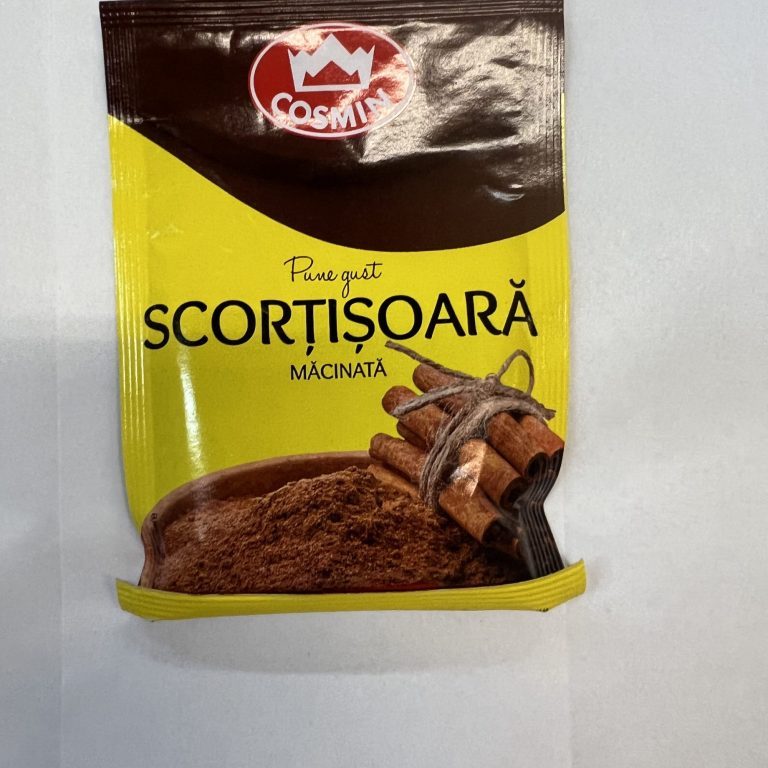 COSMIN
Pune gust
SCORȚIȘOARĂ
MĂCINATĂ